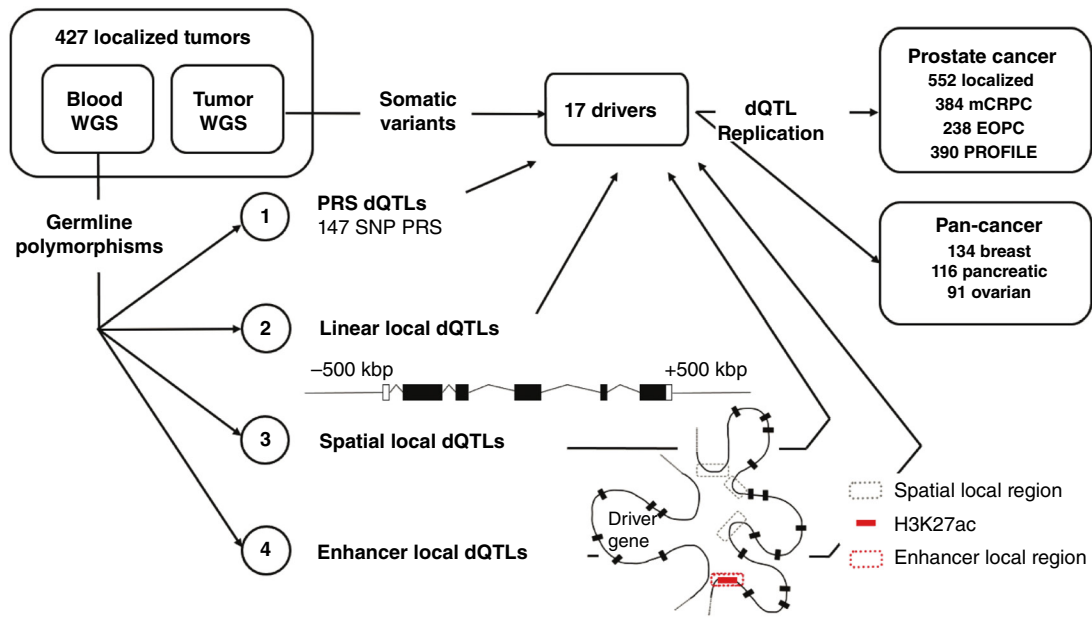 427 localized tumors
Blood
WGS
Tumor
WGS
Somatic
variants
17 drivers
dQTL
Replication
Prostate cancer
552 localized
384 mCRPC
238 EOPC
390 PROFILE
Germline
polymorphisms
1
PRS dQTLs
147 SNP PRS
Pan-cancer
134 breast
116 pancreatic
91 ovarian
2
Linear local dQTLs
–500 kbp
+500 kbp
3
Spatial local dQTLs
Driver
gene
Spatial local region
H3K27ac
Enhancer local region
4
Enhancer local dQTLs